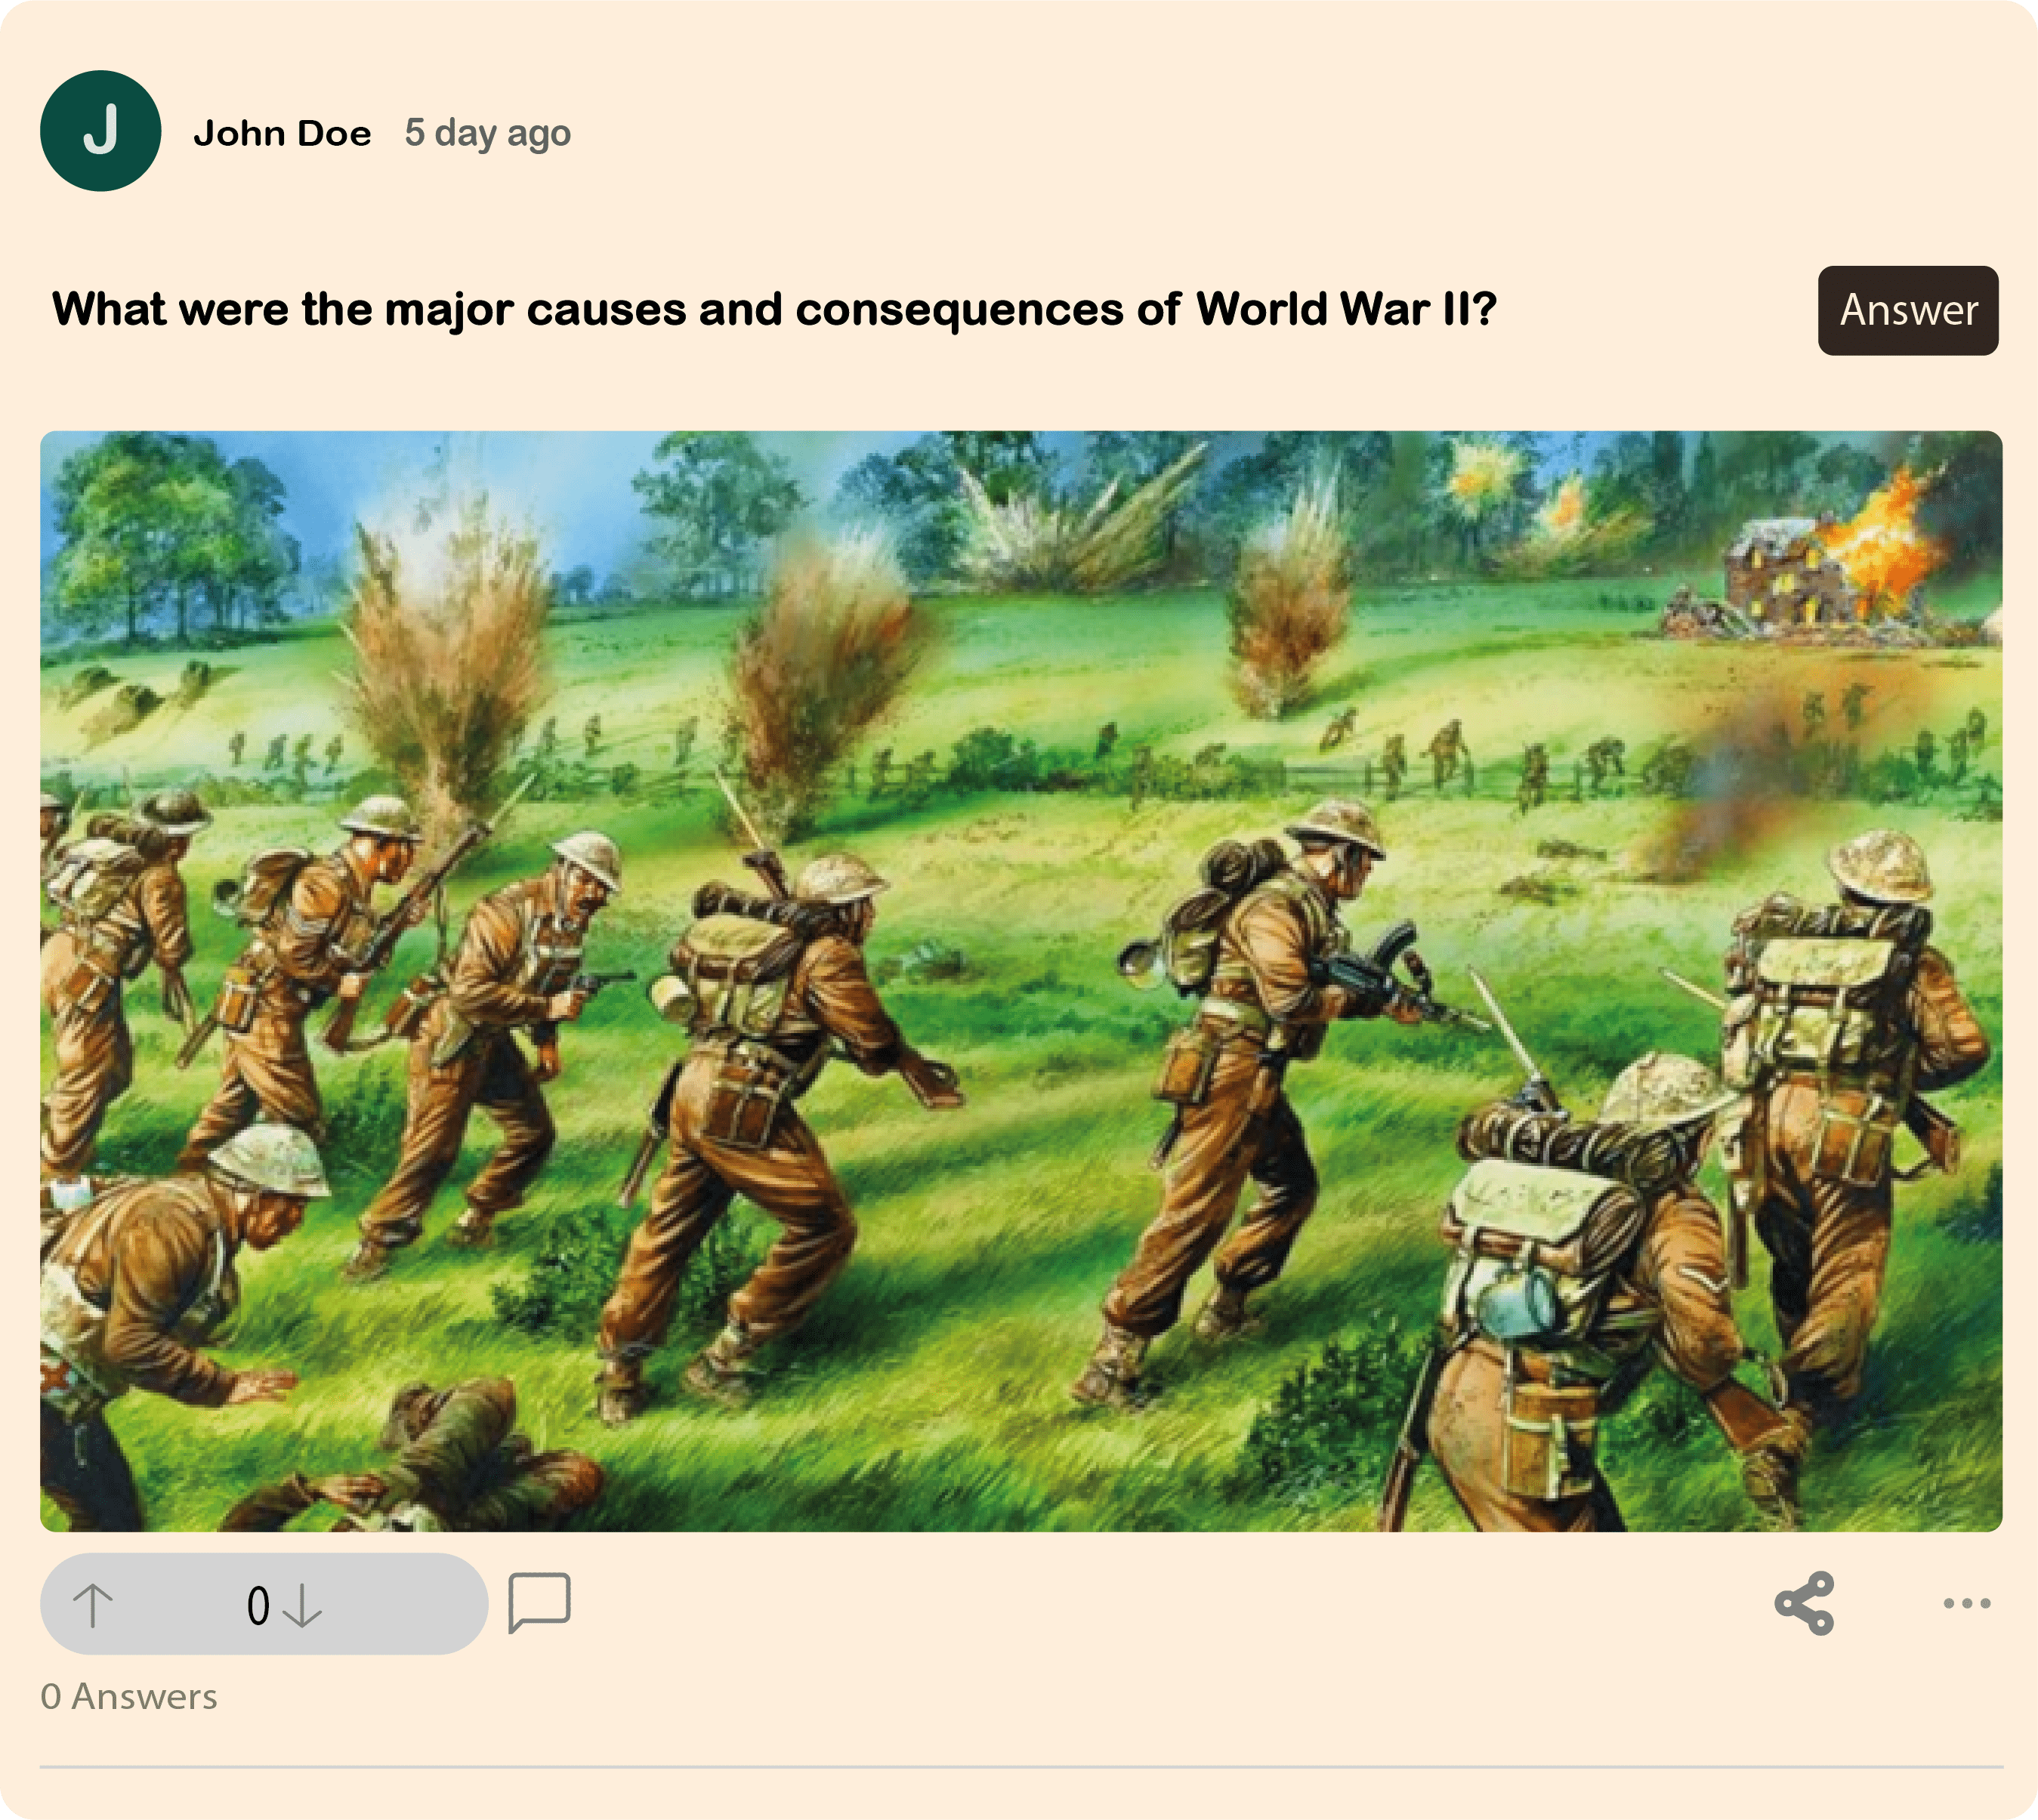 J
John Doe 5 day ago
What were the major causes and consequences of World War II?
Answer
0
0 Answers